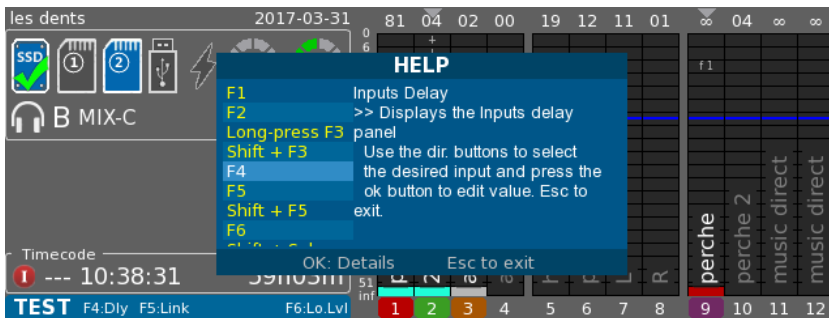 les dents 2017-03-31
81 04 02 00 19 12 11 01 ∞ 04 ∞ ∞
0
6
SSD 1 2
B MIX-C
f1
HELP
F1
F2
Long-press F3
Shift + F3
F4
F5
Shift + F5
F6
Inputs Delay
>> Displays the Inputs delay
panel
Use the dir. buttons to select
the desired input and press the
ok button to edit value. Esc to
exit.
OK: Details Esc to exit
Timecode
I --- 10:38:31 59h03m
51
inf
R
perche
perche 2
music direct
music direct
TEST F4:Dly F5:Link F6:Lo.Lvl
1 2 3 4 5 6 7 8 9 10 11 12